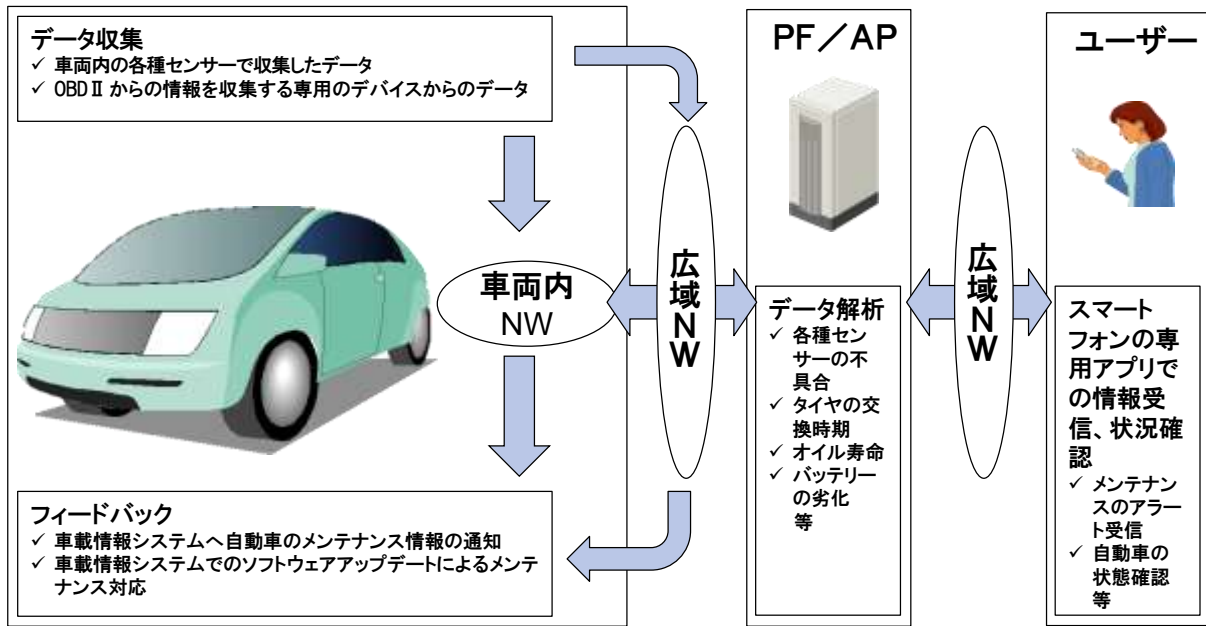 データ収集
✓ 車両内の各種センサーで収集したデータ
✓ OBDⅡからの情報を収集する専用のデバイスからのデータ
車両内
NW
フィードバック
✓ 車載情報システムへ自動車のメンテナンス情報の通知
✓ 車載情報システムでのソフトウェアアップデートによるメンテ
ナンス対応
広域NW
PF／AP
データ解析
✓ 各種セン
サーの不
具合
✓ タイヤの交
換時期
✓ オイル寿命
✓ バッテリー
の劣化
等
広域NW
ユーザー
スマート
フォンの専
用アプリで
の情報受
信、状況確
認
✓ メンテナン
スのアラー
ト受信
✓ 自動車の
状態確認
等